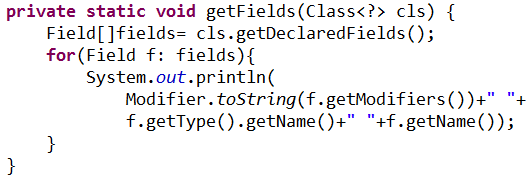 private static void getFields(Class<?> cls) {
    Field[]fields= cls.getDeclaredFields();
    for(Field f: fields){
        System.out.println(
            Modifier.toString(f.getModifiers())+" "+
            f.getType().getName()+" "+f.getName());
    }
}